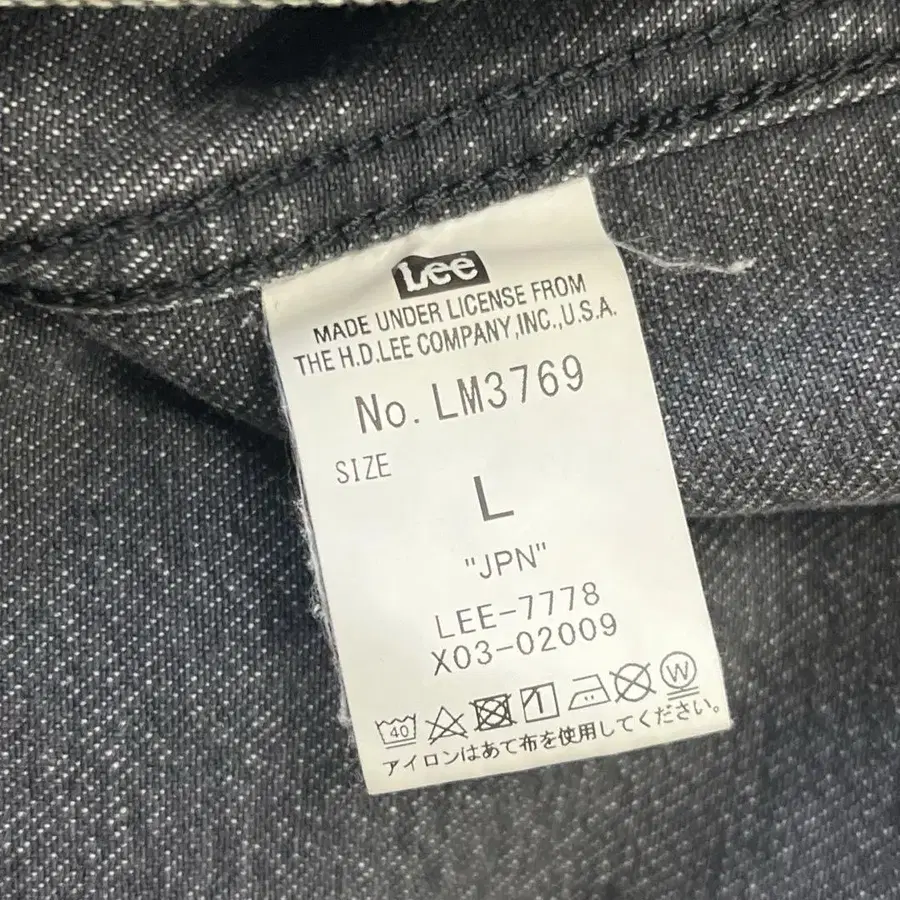 Lee
MADE UNDER LICENSE FROM
THE H.D.LEE COMPANY,INC.,U.S.A.
No. LM3769
SIZE
L
"JPN"
LEE-7778
X03-02009
40 W
アイロンはあて布を使用してください。